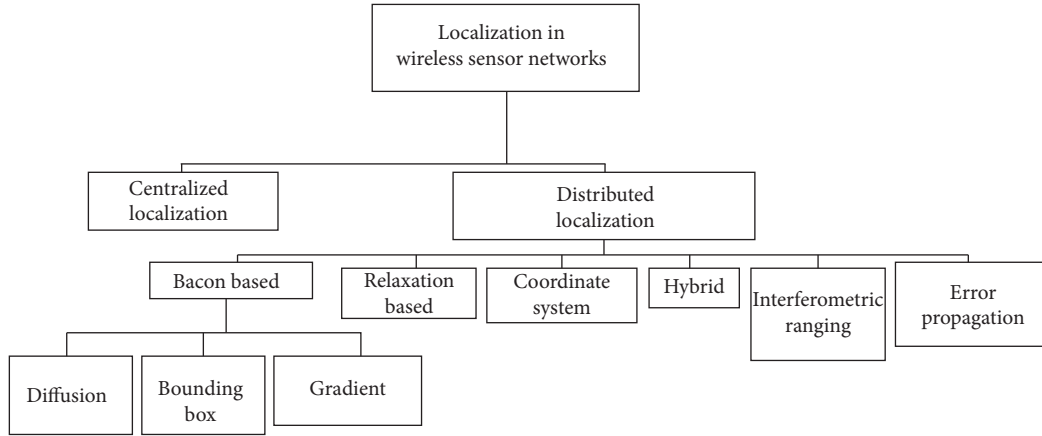 Localization in
wireless sensor networks
Centralized
localization
Distributed
localization
Bacon based
Relaxation
based
Coordinate
system
Hybrid
Interferometric
ranging
Error
propagation
Diffusion
Bounding
box
Gradient